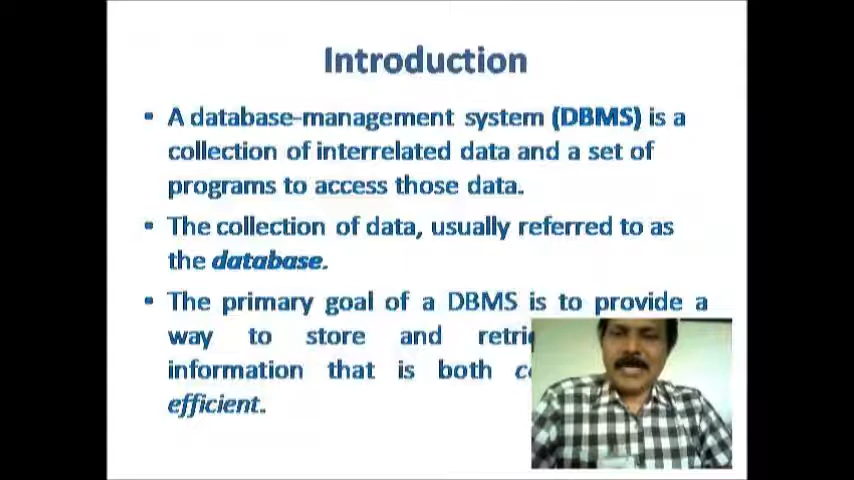 Introduction
• A database-management system (DBMS) is a
collection of interrelated data and a set of
programs to access those data.
• The collection of data, usually referred to as
the database.
• The primary goal of a DBMS is to provide a
way to store and
information that is both
efficient.